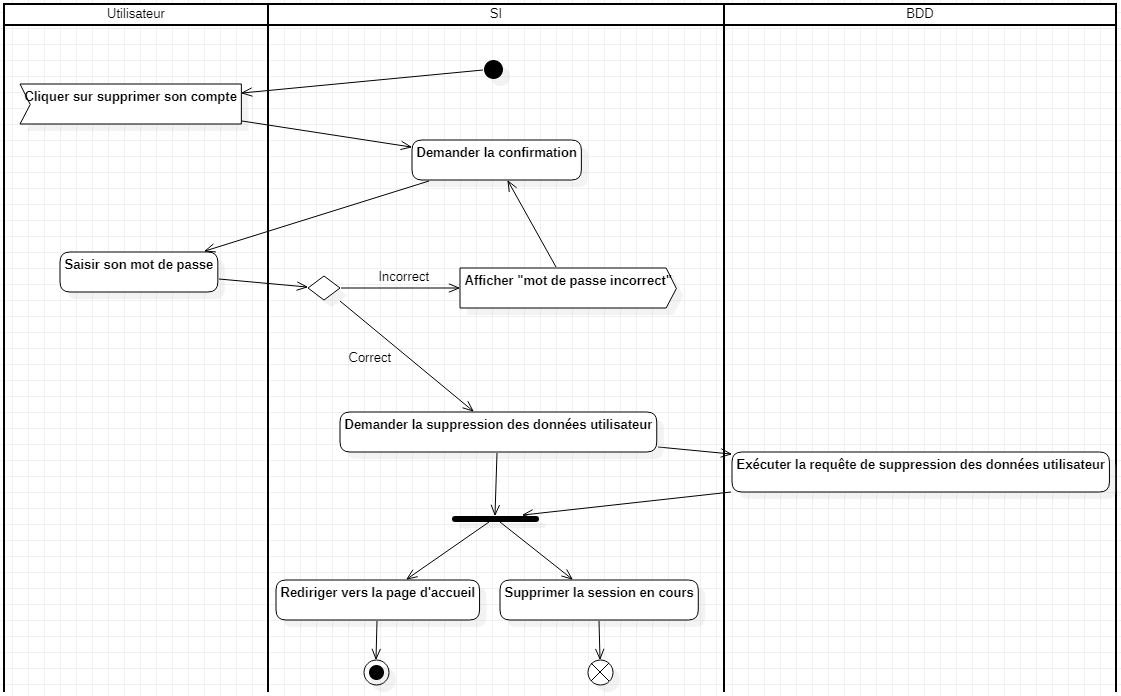 Utilisateur
SI
BDD
Cliquer sur supprimer son compte
Demander la confirmation
Saisir son mot de passe
Incorrect
Afficher "mot de passe incorrect"
Correct
Demander la suppression des données utilisateur
Exécuter la requête de suppression des données utilisateur
Rediriger vers la page d'accueil
Supprimer la session en cours